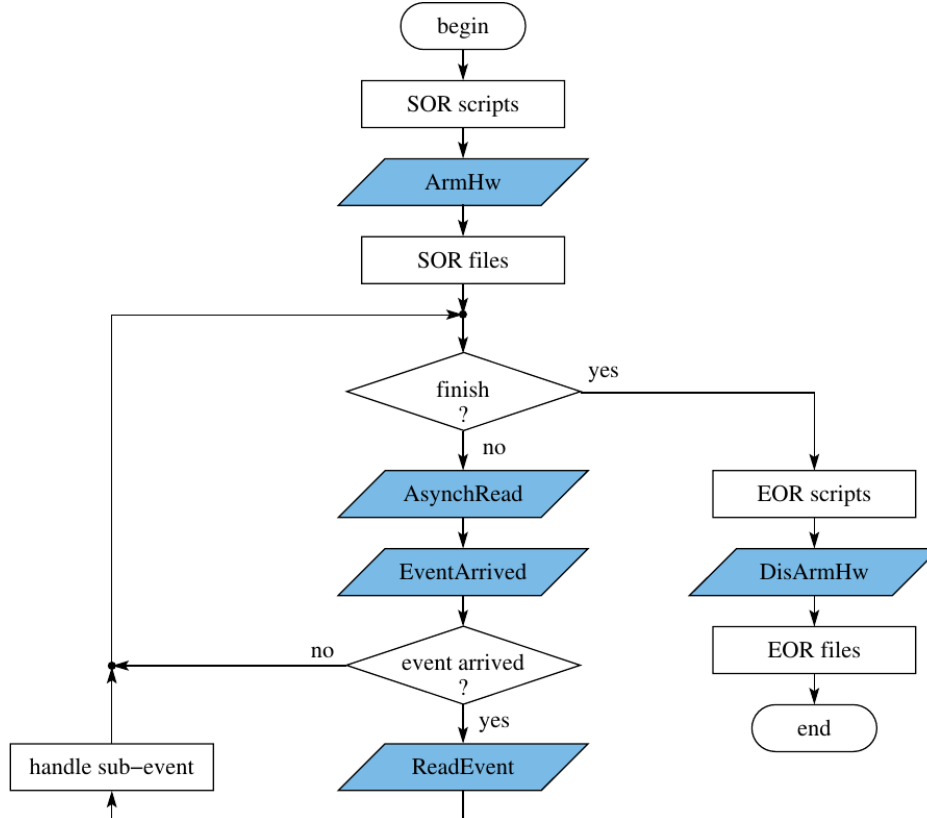 begin
SOR scripts
ArmHw
SOR files
finish
?
yes
no
AsynchRead
EOR scripts
EventArrived
DisArmHw
no
event arrived
?
EOR files
yes
end
handle sub−event
ReadEvent